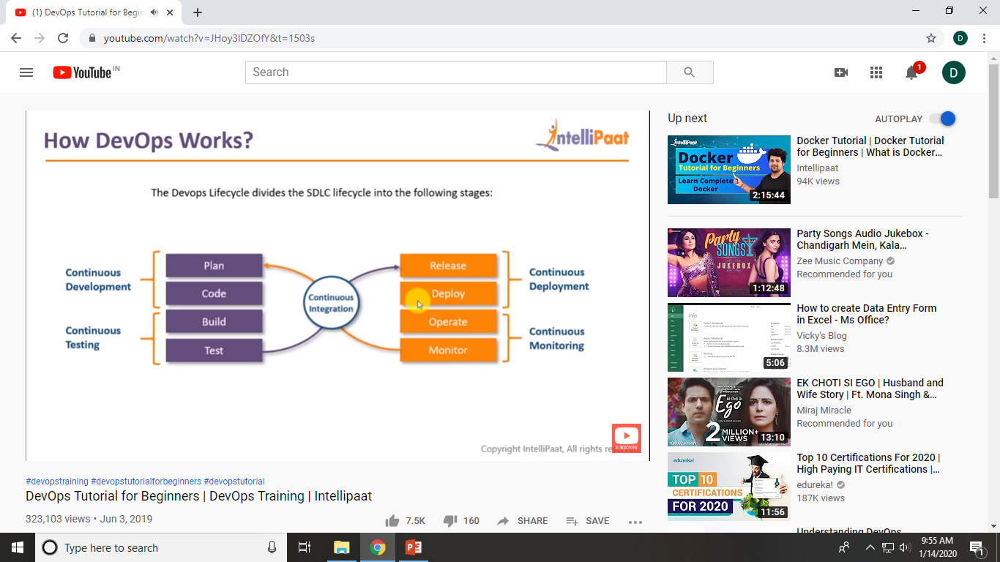 (1) DevOps Tutorial for Begin
youtube.com/watch?v=JHoy3lDZOfY&t=1503s
D
YouTube IN
Search
1
D
How DevOps Works?
IntelliPaat
The Devops Lifecycle divides the SDLC lifecycle into the following stages:
Continuous
Development
Continuous
Testing
Plan
Code
Build
Test
Continuous
Integration
Release
Deploy
Operate
Monitor
Continuous
Deployment
Continuous
Monitoring
SUBSCRIBE
Copyright IntelliPaat, All rights
#devopstraining #devopstutorialforbeginners #devopstutorial
DevOps Tutorial for Beginners | DevOps Training | Intellipaat
323,103 views • Jun 3, 2019
7.5K
160
SHARE
SAVE
Up next
AUTOPLAY
IntelliPaat
Docker
Tutorial for Beginners
Learn Complete
Docker
2:15:44
Docker Tutorial | Docker Tutorial
for Beginners | What is Docker...
Intellipaat
94K views
Party
SONGS
JUKEBOX
1:12:48
Party Songs Audio Jukebox -
Chandigarh Mein, Kala...
Zee Music Company
Recommended for you
Info
5:06
How to create Data Entry Form
in Excel - Ms Office?
Vicky's Blog
8.3M views
Ek Choti Si
Ego
2 MILLION+
VIEWS
IQBAL KHAN
13:10
EK CHOTI SI EGO | Husband and
Wife Story | Ft. Mona Singh &...
Miraj Miracle
Recommended for you
edureka!
TOP 10
CERTIFICATIONS
FOR 2020
11:56
Top 10 Certifications For 2020 |
High Paying IT Certifications |...
edureka!
187K views
Understanding DevOps
Type here to search
9:55 AM
1/14/2020
1